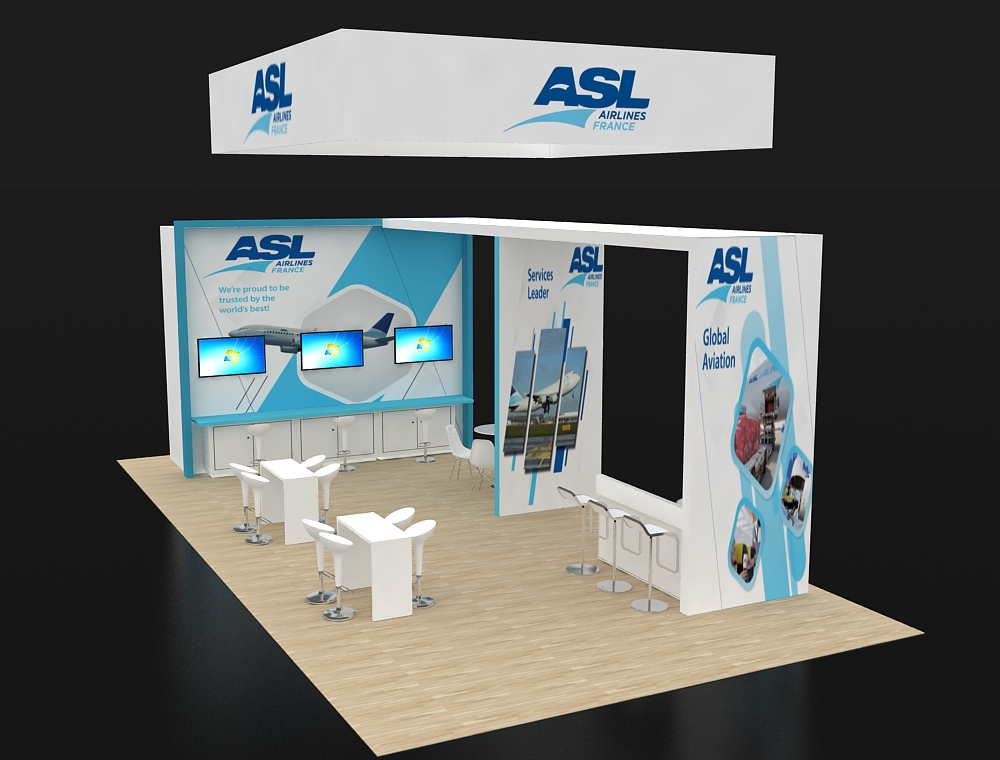 ASL
AIRLINES
FRANCE
ASL
AIRLINES
FRANCE
ASL
AIRLINES
FRANCE
We're proud to be
trusted by the
world's best!
Services
Leader
ASL
AIRLINES
FRANCE
ASL
AIRLINES
FRANCE
Global
Aviation